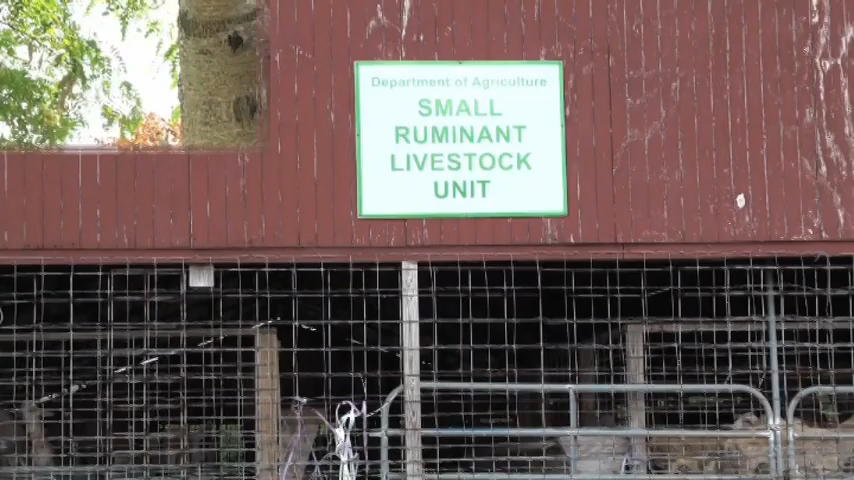 Department of Agriculture
SMALL
RUMINANT
LIVESTOCK
UNIT